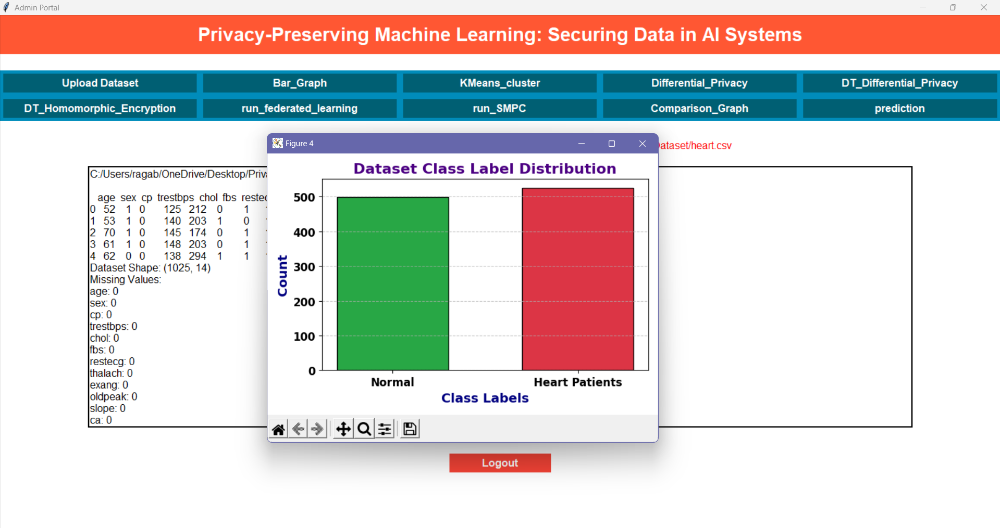 Admin Portal
Privacy-Preserving Machine Learning: Securing Data in AI Systems
Upload Dataset Bar_Graph KMeans_cluster Differential_Privacy DT_Differential_Privacy
DT_Homomorphic_Encryption run_federated_learning run_SMPC Comparison_Graph prediction
Dataset/heart.csv
C:/Users/ragab/OneDrive/Desktop/Priva
age sex cp trestbps chol fbs restec
0 52 1 0 125 212 0 1
1 53 1 0 140 203 1 0
2 70 1 0 145 174 0 1
3 61 1 0 148 203 0 1
4 62 0 0 138 294 1 1
Dataset Shape: (1025, 14)
Missing Values:
age: 0
sex: 0
cp: 0
trestbps: 0
chol: 0
fbs: 0
restecg: 0
thalach: 0
exang: 0
oldpeak: 0
slope: 0
ca: 0
Figure 4
Dataset Class Label Distribution
Count
500
400
300
200
100
0
Normal Heart Patients
Class Labels
Logout